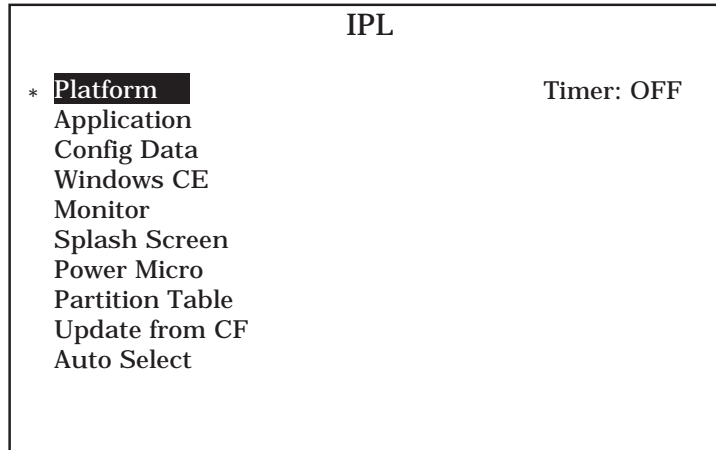 IPL
* Platform Timer: OFF
Application
Config Data
Windows CE
Monitor
Splash Screen
Power Micro
Partition Table
Update from CF
Auto Select